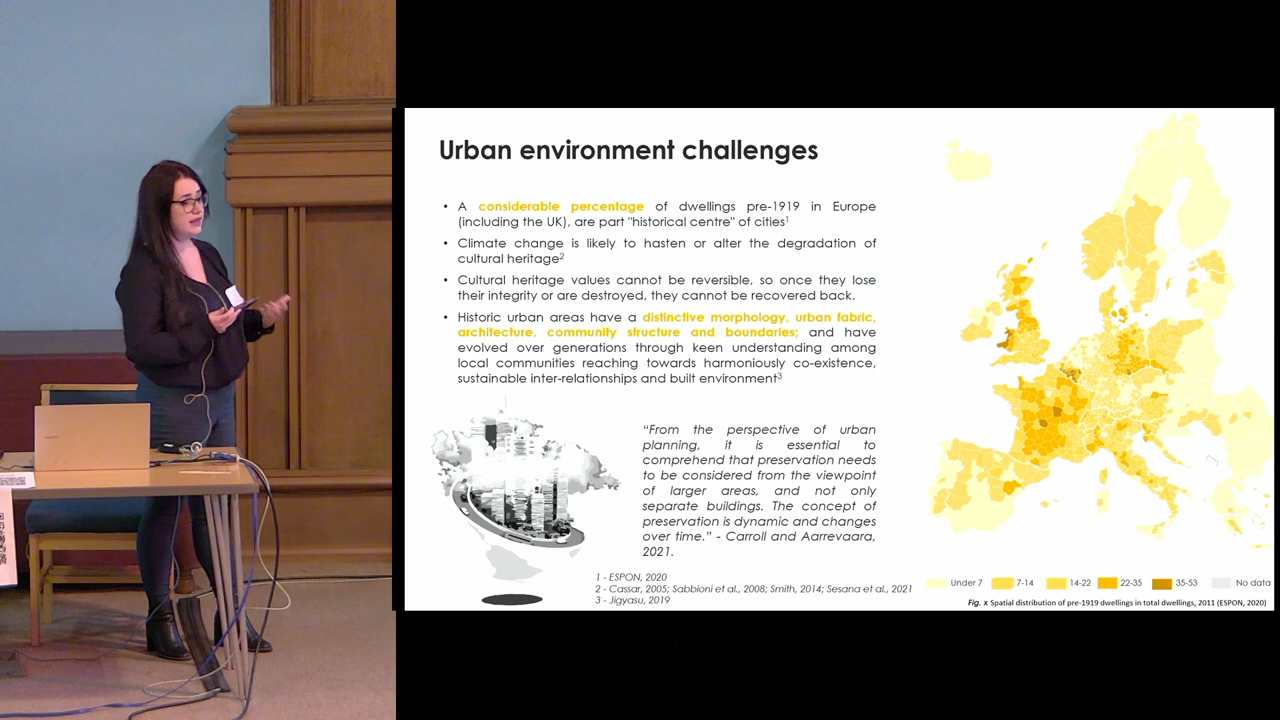 Urban environment challenges
• A considerable percentage of dwellings pre-1919 in Europe
(including the UK), are part "historical centre" of cities¹
• Climate change is likely to hasten or alter the degradation of
cultural heritage²
• Cultural heritage values cannot be reversible, so once they lose
their integrity or are destroyed, they cannot be recovered back.
• Historic urban areas have a distinctive morphology, urban fabric,
architecture, community structure and boundaries; and have
evolved over generations through keen understanding among
local communities reaching towards harmoniously co-existence,
sustainable inter-relationships and built environment³
“From the perspective of urban
planning, it is essential to
comprehend that preservation needs
to be considered from the viewpoint
of larger areas, and not only
separate buildings. The concept of
preservation is dynamic and changes
over time.” - Carroll and Aarrevaara,
2021.
1 - ESPON, 2020
2 - Cassar, 2005; Sabbioni et al., 2008; Smith, 2014; Sesana et al., 2021
3 - Jigyasu, 2019
Under 7 7-14 14-22 22-35 35-53 No data
Fig. x Spatial distribution of pre-1919 dwellings in total dwellings, 2011 (ESPON, 2020)